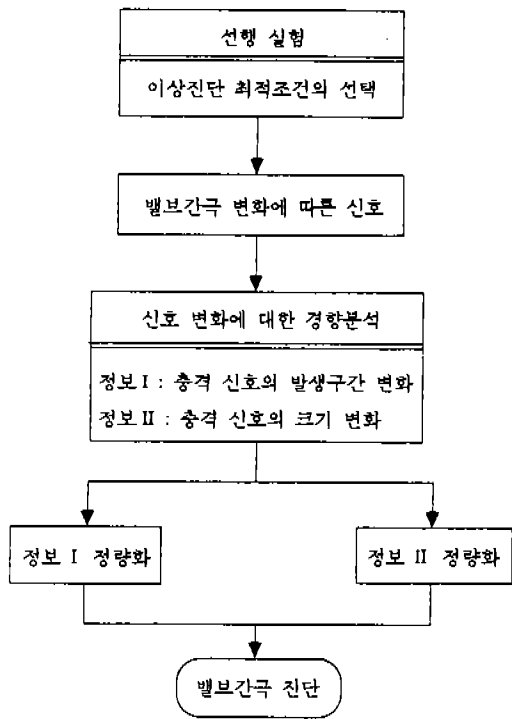 선행 실험
이상진단 최적조건의 선택
밸브간극 변화에 따른 신호
신호 변화에 대한 경향분석
정보 I : 충격 신호의 발생구간 변화
정보 II : 충격 신호의 크기 변화
정보 I 정량화
정보 II 정량화
밸브간극 진단